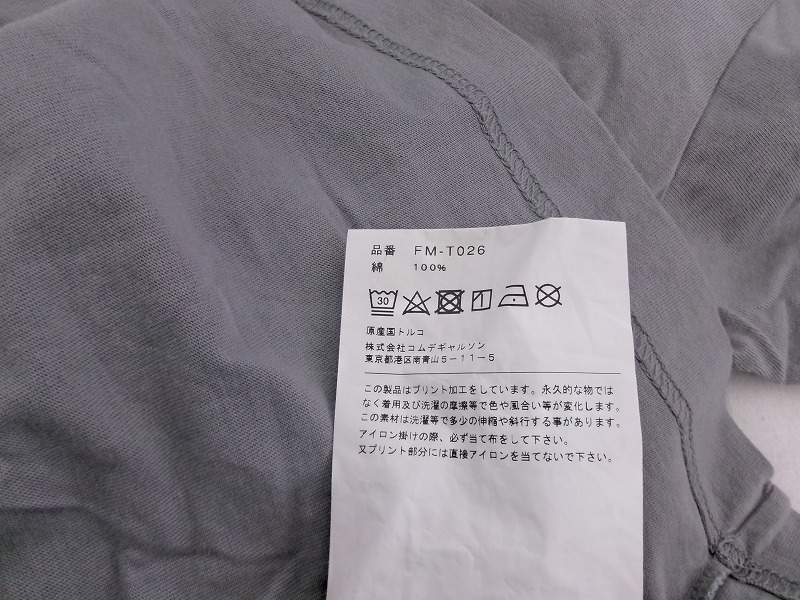 品番 FM-T026
綿 100%
30
原産国トルコ
株式会社コムデギャルソン
東京都港区南青山5-11-5
この製品はプリント加工をしています。永久的な物では
なく着用及び洗濯の摩擦等で色や風合い等が変化します。
この素材は洗濯等で多少の伸縮や斜行する事があります。
アイロン掛けの際、必ず当て布をして下さい。
又プリント部分には直接アイロンを当てないで下さい。